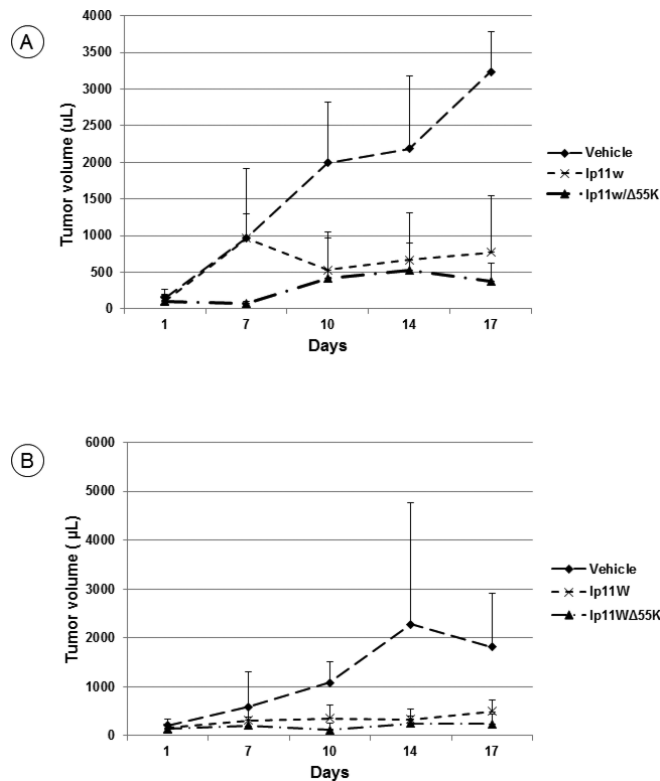 A
4000
3500
3000
2500
2000
1500
1000
500
0
Tumor volume (uL)
1 7 10 14 17
Days
Vehicle
Ip11w
Ip11w/Δ55K
B
6000
5000
4000
3000
2000
1000
0
Tumor volume ( µL)
1 7 10 14 17
Days
Vehicle
Ip11W
Ip11WΔ55K